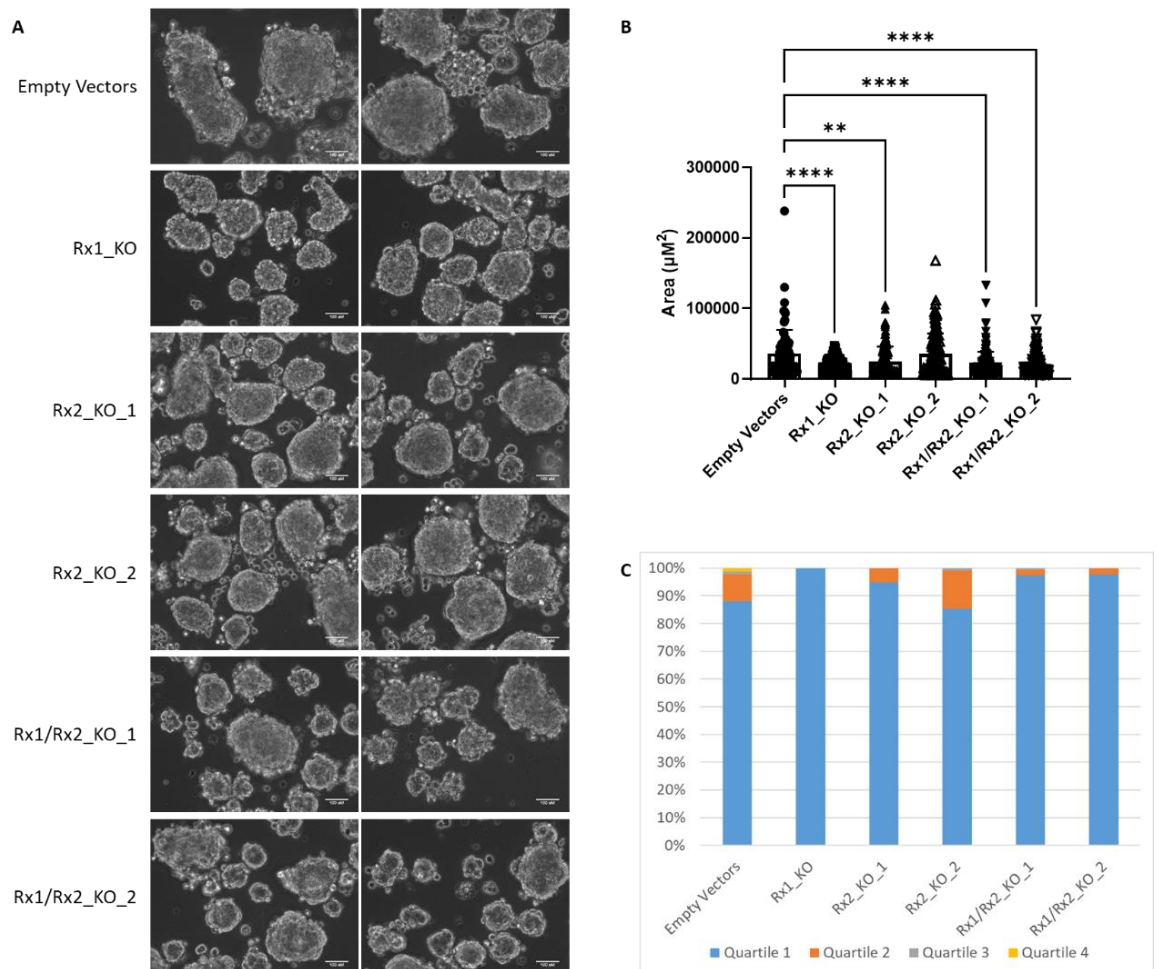 A
Empty Vectors
Rx1_KO
Rx2_KO_1
Rx2_KO_2
Rx1/Rx2_KO_1
Rx1/Rx2_KO_2
B
****
****
**
****
Area (µM²)
300000
200000
100000
0
Empty Vectors
Rx1_KO
Rx2_KO_1
Rx2_KO_2
Rx1/Rx2_KO_1
Rx1/Rx2_KO_2
C
100%
90%
80%
70%
60%
50%
40%
30%
20%
10%
0%
Empty Vectors
Rx1_KO
Rx2_KO_1
Rx2_KO_2
Rx1/Rx2_KO_1
Rx1/Rx2_KO_2
Quartile 1 Quartile 2 Quartile 3 Quartile 4